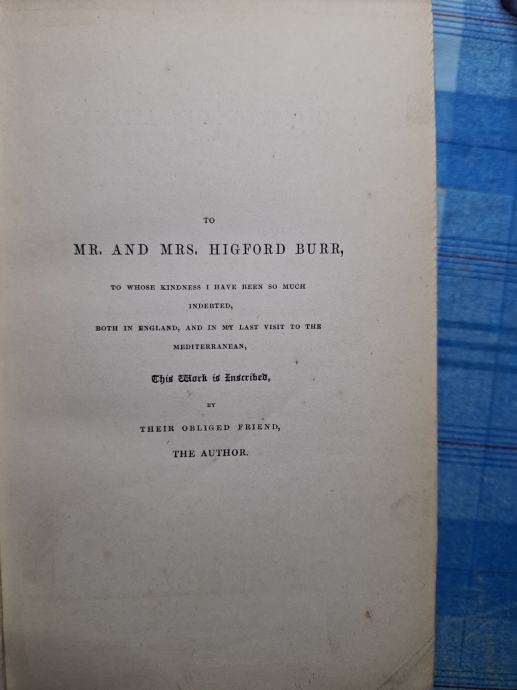 TO
MR. AND MRS. HIGFORD BURR,
TO WHOSE KINDNESS I HAVE BEEN SO MUCH
INDEBTED,
BOTH IN ENGLAND, AND IN MY LAST VISIT TO THE
MEDITERRANEAN,
This Work is Inscribed,
BY
THEIR OBLIGED FRIEND,
THE AUTHOR.